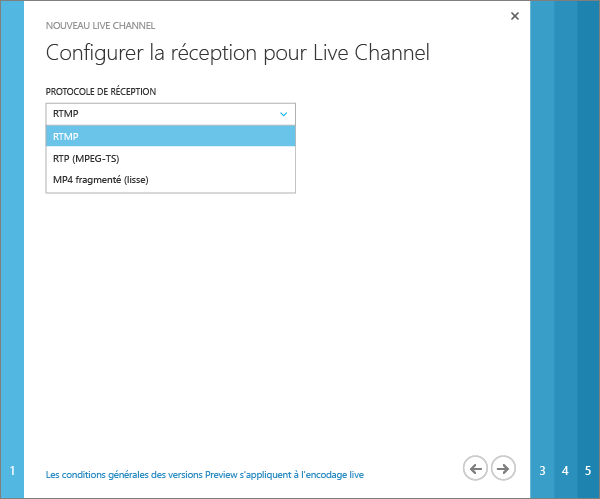 NOUVEAU LIVE CHANNEL
Configurer la réception pour Live Channel
PROTOCOLE DE RÉCEPTION
RTMP
RTMP
RTP (MPEG-TS)
MP4 fragmenté (lisse)
1
Les conditions générales des versions Preview s'appliquent à l'encodage live
3 4 5